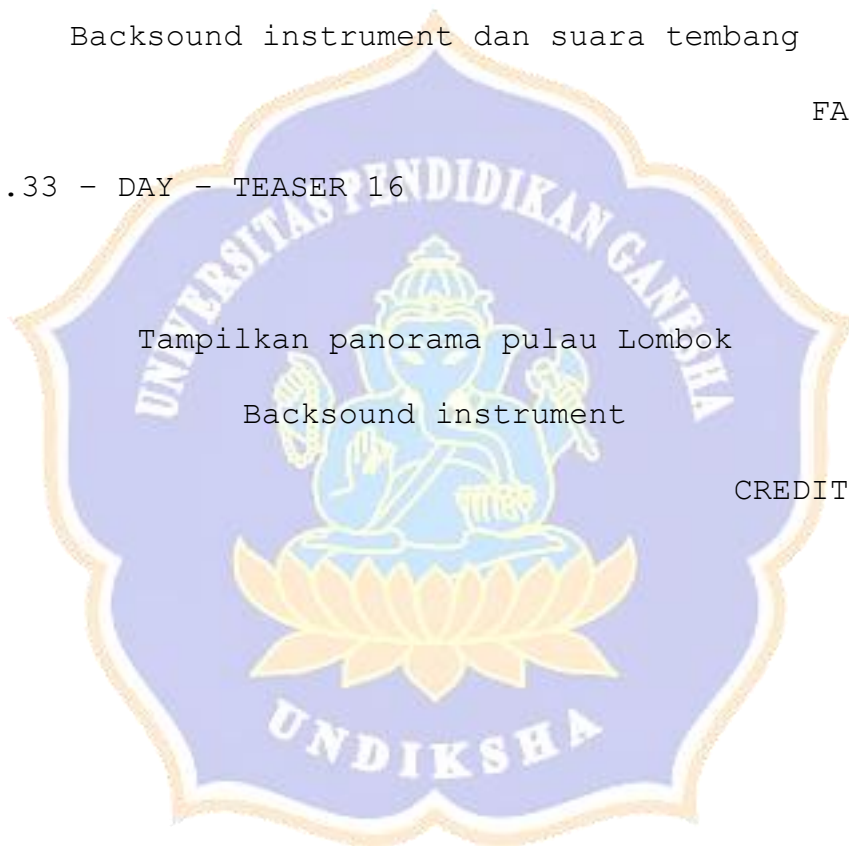 Backsound instrument dan suara tembang
FA
.33 – DAY – TEASER 16
UNIVERSITAS PENDIDIKAN GANESHA
Tampilkan panorama pulau Lombok
Backsound instrument
CREDIT
UNDIKSHA